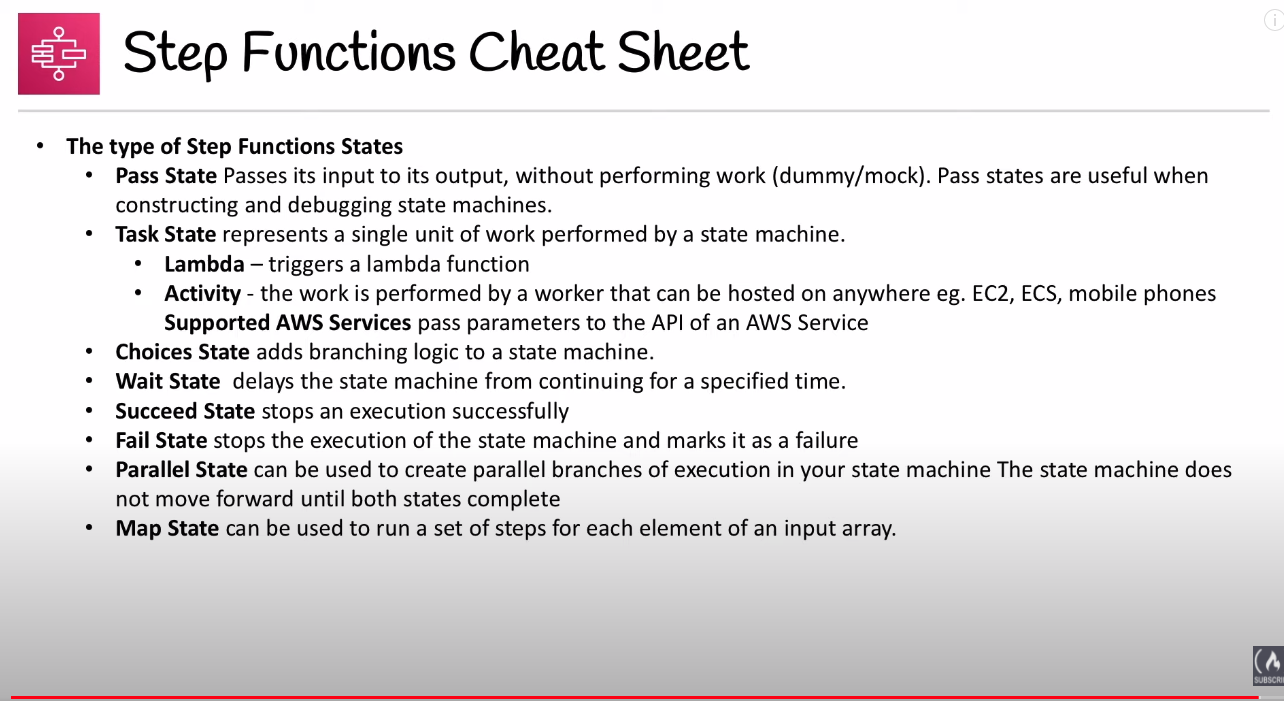 Step Functions Cheat Sheet
• The type of Step Functions States
• Pass State Passes its input to its output, without performing work (dummy/mock). Pass states are useful when
constructing and debugging state machines.
• Task State represents a single unit of work performed by a state machine.
• Lambda – triggers a lambda function
• Activity - the work is performed by a worker that can be hosted on anywhere eg. EC2, ECS, mobile phones
Supported AWS Services pass parameters to the API of an AWS Service
• Choices State adds branching logic to a state machine.
• Wait State  delays the state machine from continuing for a specified time.
• Succeed State stops an execution successfully
• Fail State stops the execution of the state machine and marks it as a failure
• Parallel State can be used to create parallel branches of execution in your state machine The state machine does
not move forward until both states complete
• Map State can be used to run a set of steps for each element of an input array.
SUBSCRI